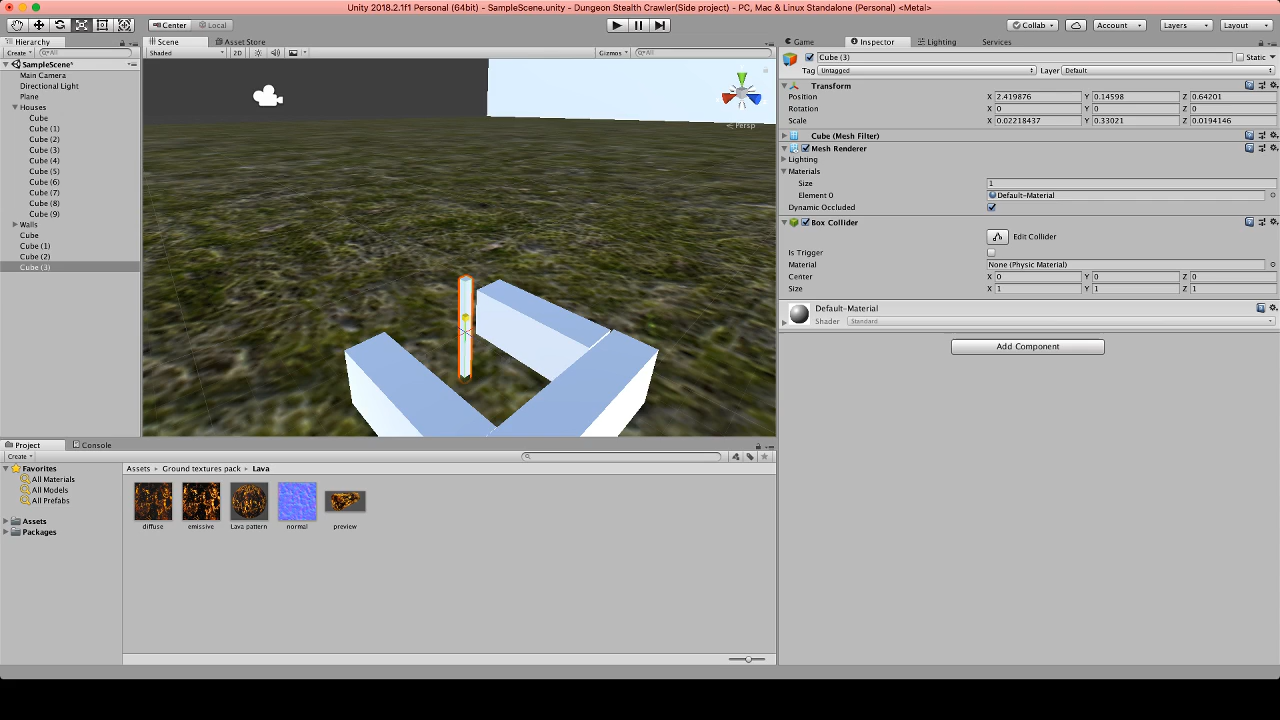 Unity 2018.2.1f1 Personal (64bit) - SampleScene.unity - Dungeon Stealth Crawler(Side project) - PC, Mac & Linux Standalone (Personal) <Metal>
Center Local Collab Account Layers Layout
Hierarchy
Create All
SampleScene*
Main Camera
Directional Light
Plane
Houses
Cube
Cube (1)
Cube (2)
Cube (3)
Cube (4)
Cube (5)
Cube (6)
Cube (7)
Cube (8)
Cube (9)
Walls
Cube
Cube (1)
Cube (2)
Cube (3)
Scene Asset Store
Shaded 2D Gizmos All
Persp
Game Inspector Lighting Services
Cube (3) Static
Tag Untagged Layer Default
Transform
Position X 2.419876 Y 0.14598 Z 0.64201
Rotation X 0 Y 0 Z 0
Scale X 0.02218437 Y 0.33021 Z 0.0194146
Cube (Mesh Filter)
Mesh Renderer
Lighting
Materials
Size 1
Element 0 Default-Material
Dynamic Occluded
Box Collider
Edit Collider
Is Trigger
Material None (Physic Material)
Center X 0 Y 0 Z 0
Size X 1 Y 1 Z 1
Default-Material
Shader Standard
Add Component
Project Console
Create
Favorites
All Materials
All Models
All Prefabs
Assets
Packages
Assets Ground textures pack Lava
diffuse emissive Lava pattern normal preview